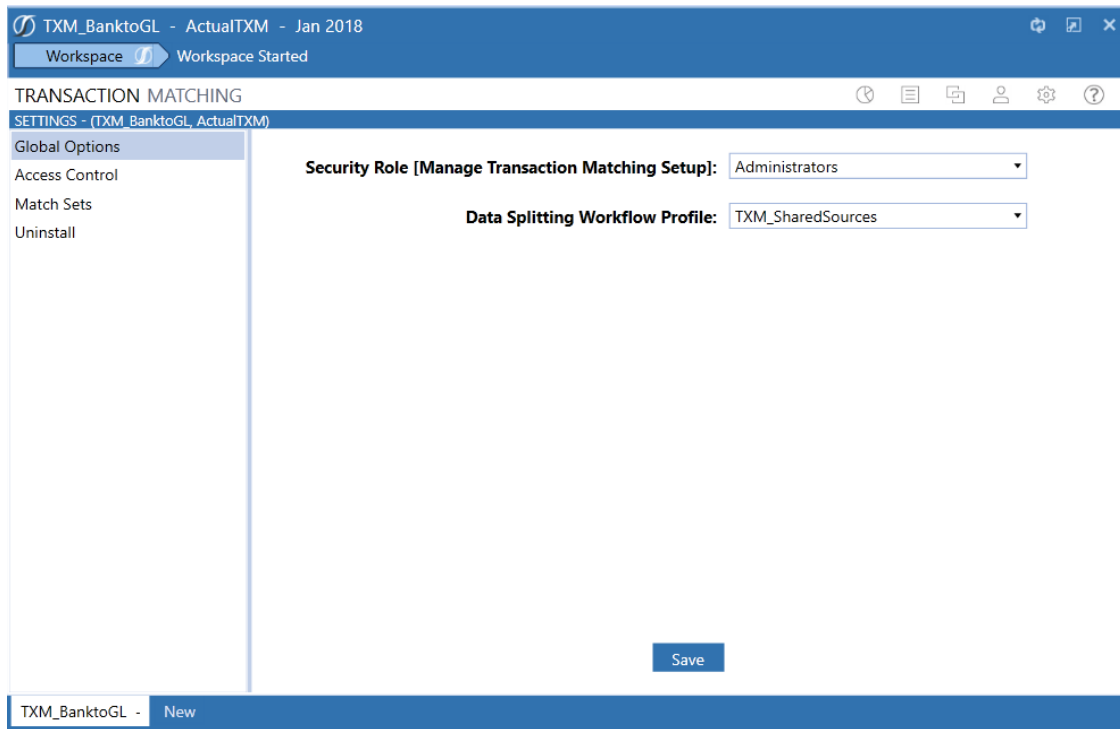 TXM_BanktoGL - ActualTXM - Jan 2018
Workspace Workspace Started
TRANSACTION MATCHING
SETTINGS - (TXM_BanktoGL, ActualTXM)
Global Options
Access Control
Match Sets
Uninstall
Security Role [Manage Transaction Matching Setup]: Administrators
Data Splitting Workflow Profile: TXM_SharedSources
Save
TXM_BanktoGL - New